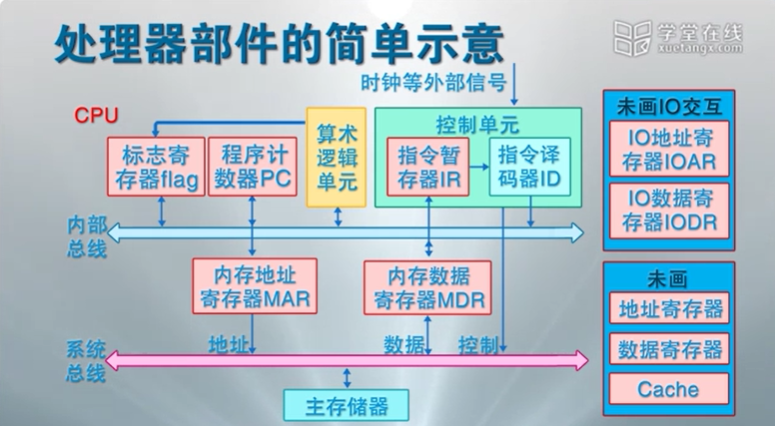 处理器部件的简单示意
学堂在线
xuetangx.com
时钟等外部信号
CPU
标志寄
存器flag
程序计
数器PC
算术
逻辑
单元
控制单元
指令暂
存器IR
指令译
码器ID
未画IO交互
IO地址寄
存器IOAR
IO数据寄
存器IODR
内部
总线
内存地址
寄存器MAR
内存数据
寄存器MDR
未画
地址寄存器
数据寄存器
Cache
系统
总线
地址
数据
控制
主存储器